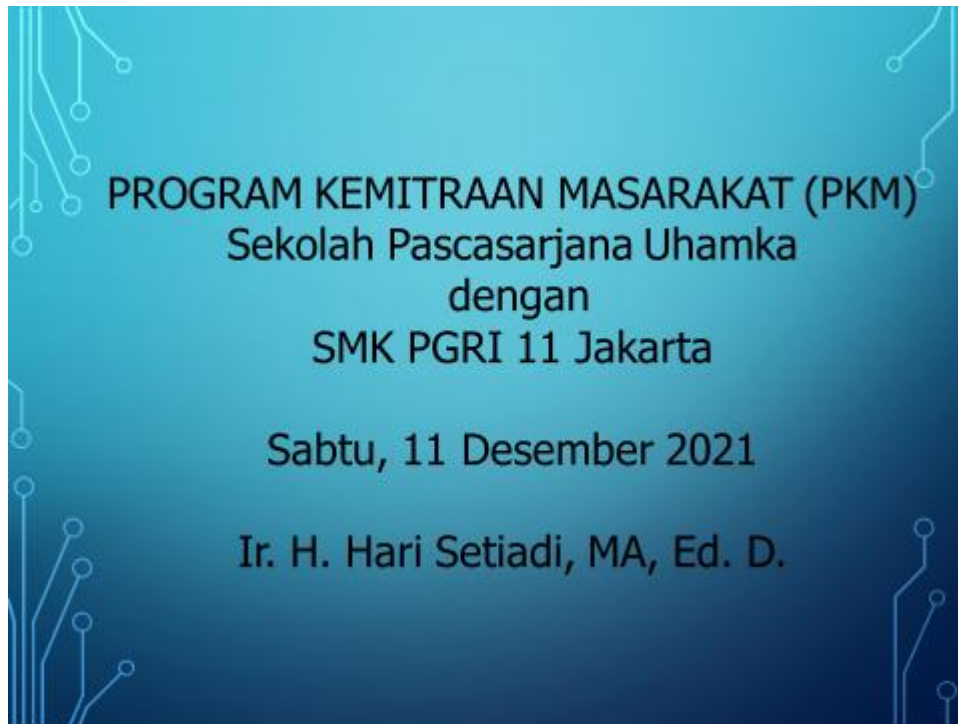 PROGRAM KEMITRAAN MASARAKAT (PKM)
Sekolah Pascasarjana Uhamka
dengan
SMK PGRI 11 Jakarta
Sabtu, 11 Desember 2021
Ir. H. Hari Setiadi, MA, Ed. D.